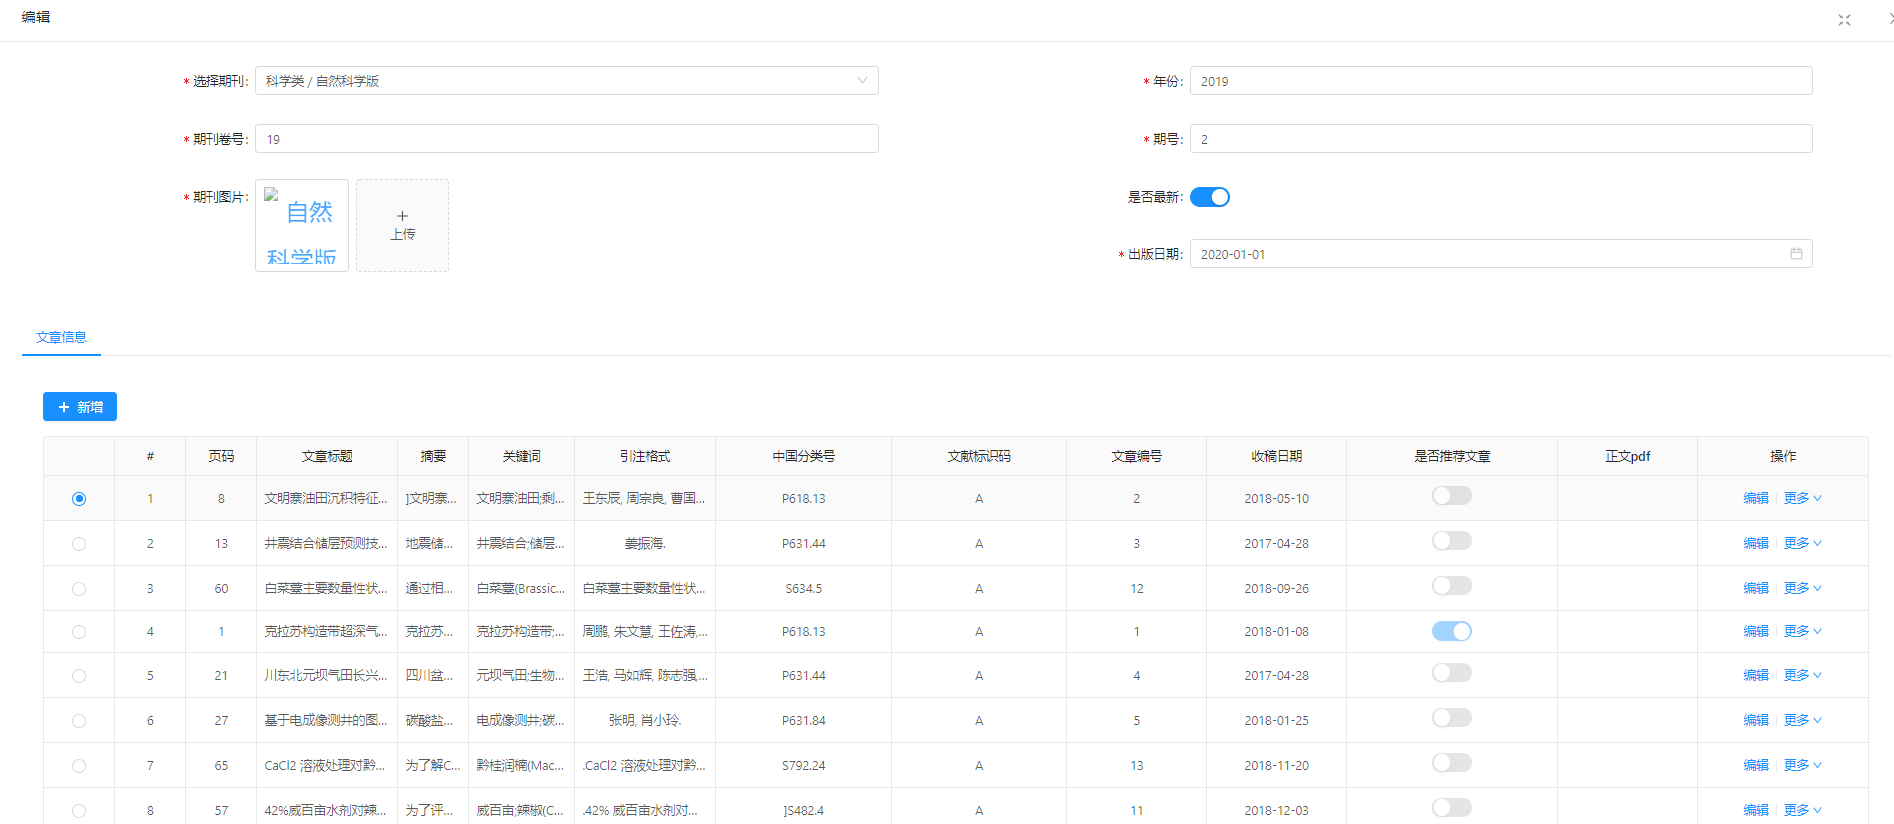 编辑
* 选择期刊: 科学类 / 自然科学版
* 年份: 2019
* 期刊卷号: 19
* 期号: 2
* 期刊图片: 自然科学版
上传
是否最新:
* 出版日期: 2020-01-01
文章信息
+ 新增
# 页码 文章标题 摘要 关键词 引注格式 中国分类号 文献标识码 文章编号 收稿日期 是否推荐文章 正文pdf 操作
1 8 文明寨油田沉积特征... ]文明寨... 文明寨油田;剩... 王东辰, 周宗良, 曹国... P618.13 A 2 2018-05-10 编辑 更多
2 13 井震结合储层预测技... 地震储... 井震结合;储层... 姜振海. P631.44 A 3 2017-04-28 编辑 更多
3 60 白菜薹主要数量性状... 通过相... 白菜薹(Brassic... 白菜薹主要数量性状... S634.5 A 12 2018-09-26 编辑 更多
4 1 克拉苏构造带超深气... 克拉苏... 克拉苏构造带;... 周鹏, 朱文慧, 王佐涛,... P618.13 A 1 2018-01-08 编辑 更多
5 21 川东北元坝气田长兴... 四川盆... 元坝气田;生物... 王浩, 马如辉, 陈志强,... P631.44 A 4 2017-04-28 编辑 更多
6 27 基于电成像测井的图... 碳酸盐... 电成像测井;碳... 张明, 肖小玲. P631.84 A 5 2018-01-25 编辑 更多
7 65 CaCl2 溶液处理对黔... 为了解C... 黔桂润楠(Mac... .CaCl2 溶液处理对黔... S792.24 A 13 2018-11-20 编辑 更多
8 57 42%威百亩水剂对辣... 为了评... 威百亩;辣椒(C... .42% 威百亩水剂对... ]S482.4 A 11 2018-12-03 编辑 更多